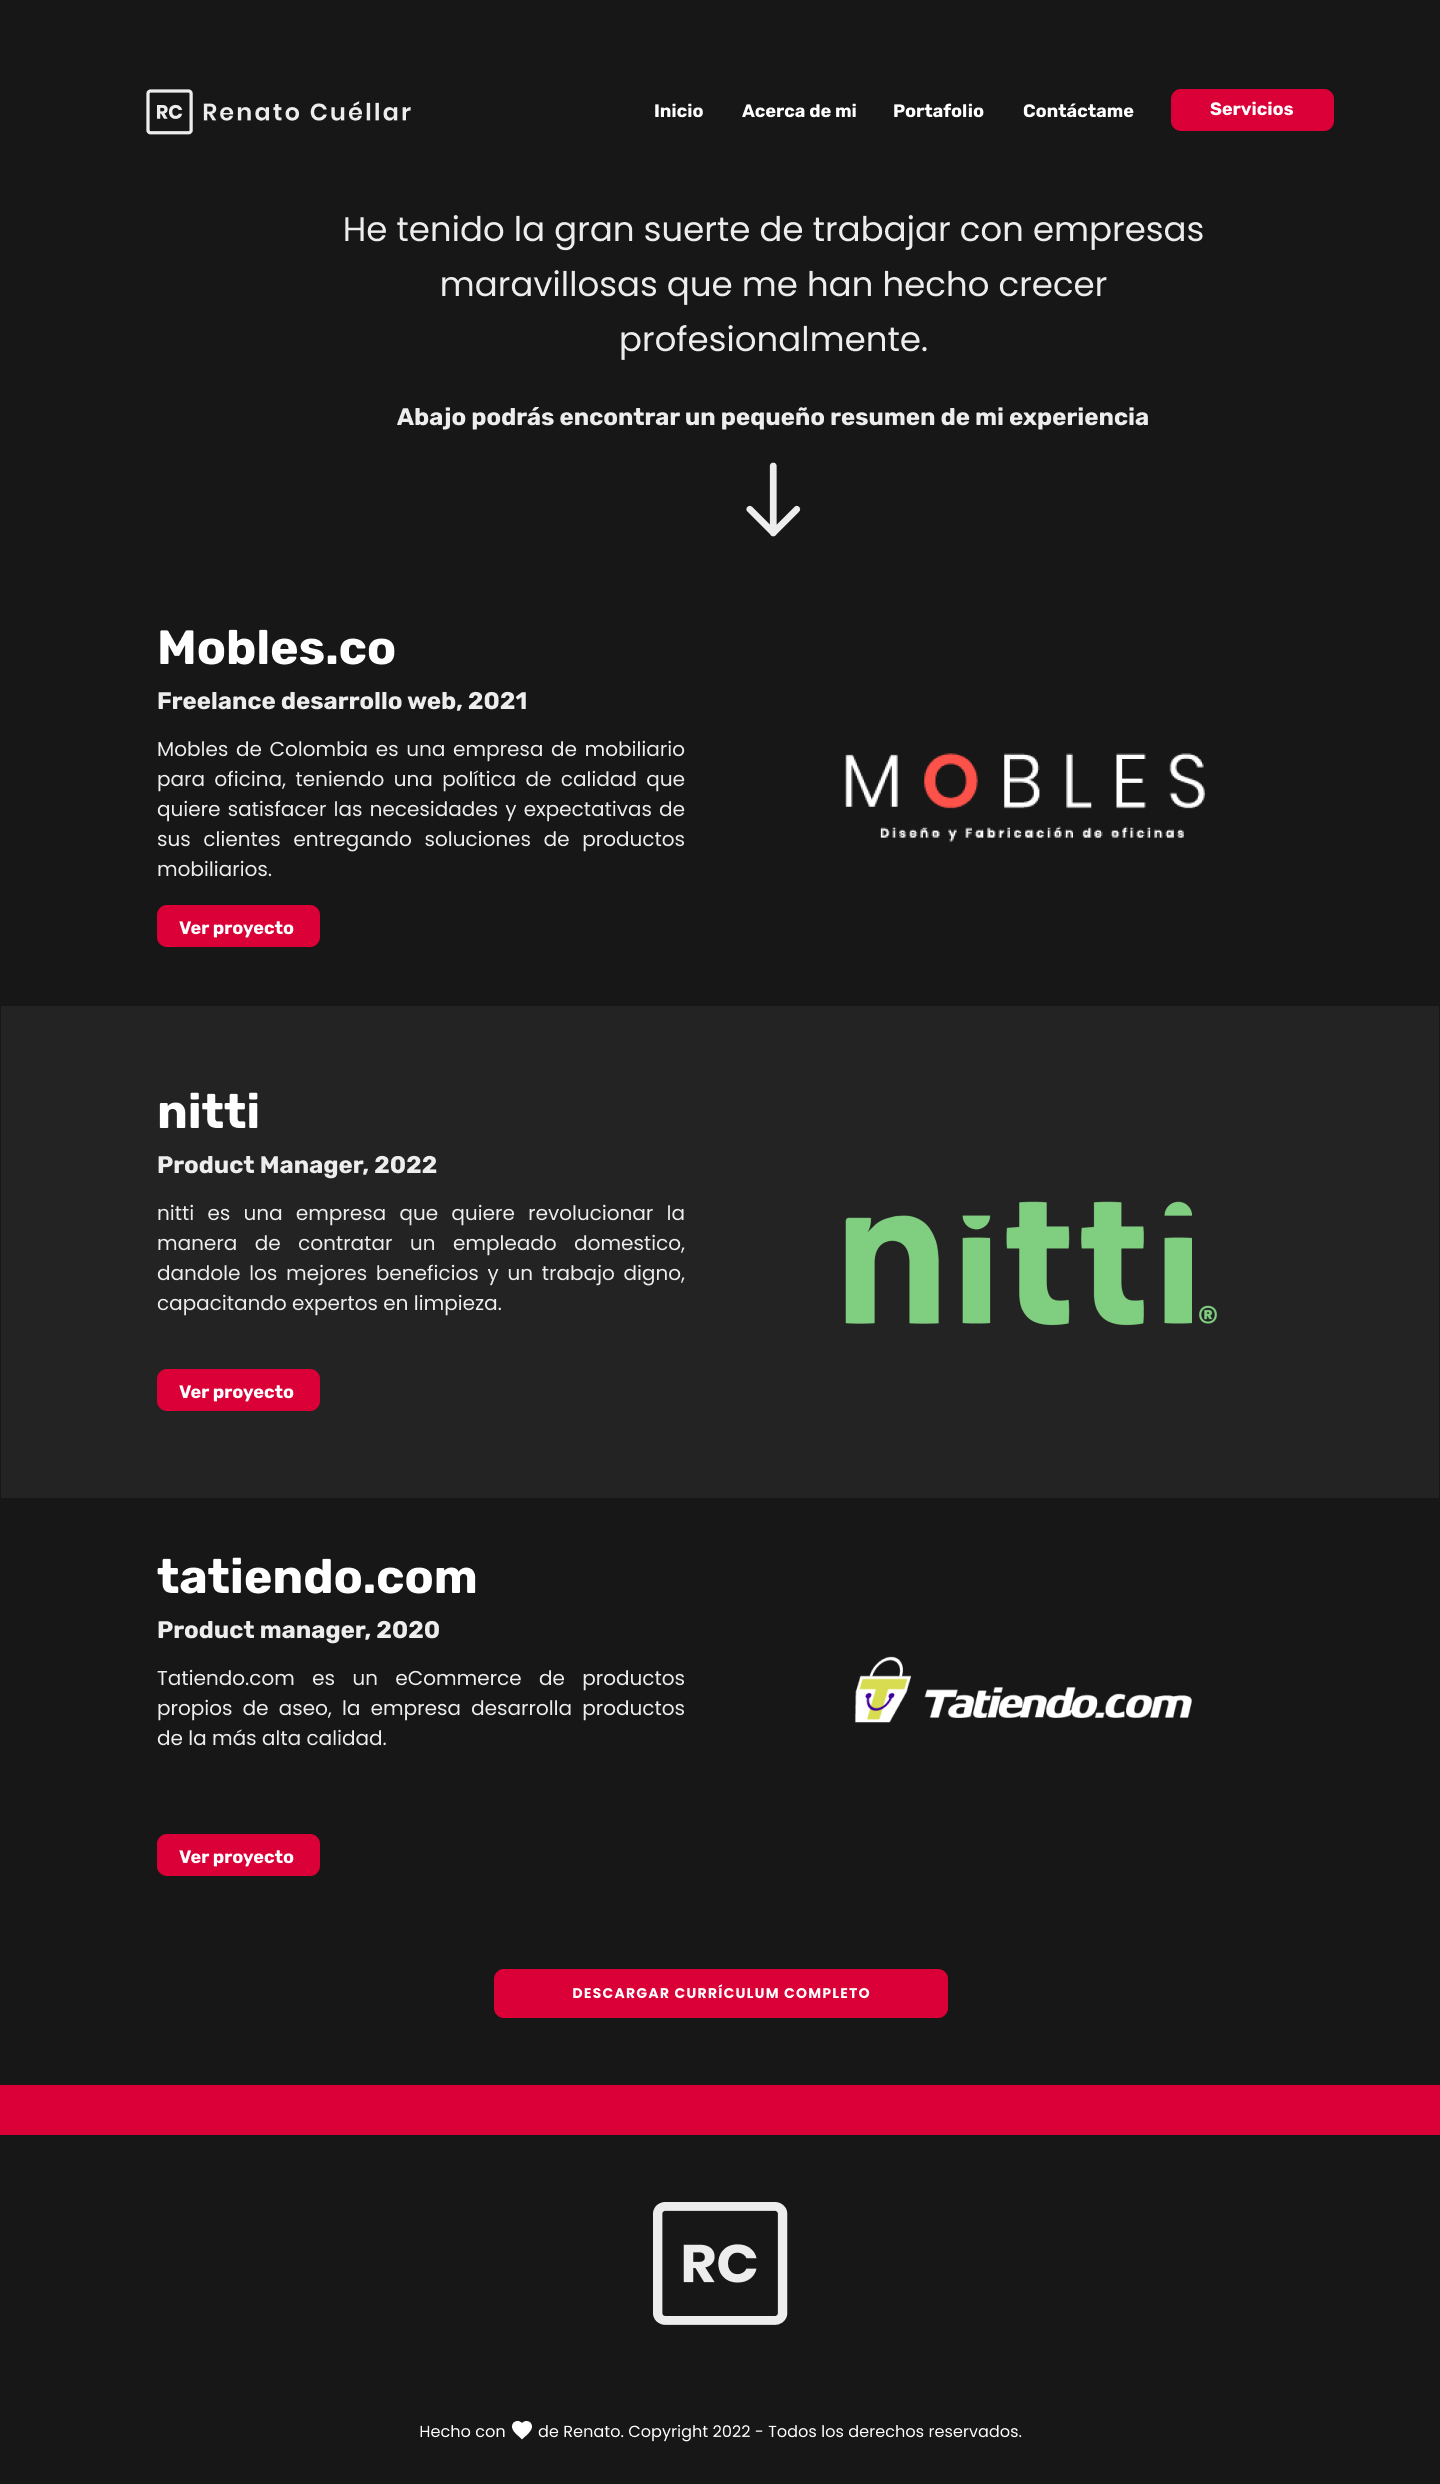 RC Renato Cuéllar
Inicio Acerca de mi Portafolio Contáctame Servicios
He tenido la gran suerte de trabajar con empresas
maravillosas que me han hecho crecer
profesionalmente.
Abajo podrás encontrar un pequeño resumen de mi experiencia
Mobles.co
Freelance desarrollo web, 2021
Mobles de Colombia es una empresa de mobiliario
para oficina, teniendo una política de calidad que
quiere satisfacer las necesidades y expectativas de
sus clientes entregando soluciones de productos
mobiliarios.
Ver proyecto
MOBLES
Diseño y Fabricación de oficinas
nitti
Product Manager, 2022
nitti es una empresa que quiere revolucionar la
manera de contratar un empleado domestico,
dandole los mejores beneficios y un trabajo digno,
capacitando expertos en limpieza.
Ver proyecto
nitti®
tatiendo.com
Product manager, 2020
Tatiendo.com es un eCommerce de productos
propios de aseo, la empresa desarrolla productos
de la más alta calidad.
Ver proyecto
T Tatiendo.com
DESCARGAR CURRÍCULUM COMPLETO
RC
Hecho con ♥ de Renato. Copyright 2022 - Todos los derechos reservados.